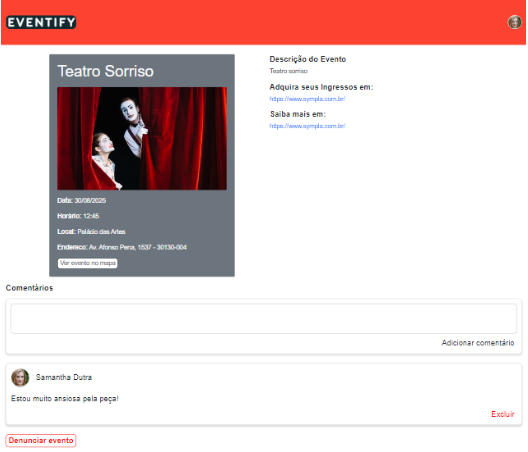 EVENTIFY
Teatro Sorriso
Data: 30/08/2025
Horário: 12:45
Local: Palácio das Artes
Endereco: Av. Afonso Pena, 1537 - 30130-004
Ver evento no mapa
Descrição do Evento
Teatro sorriso
Adquira seus Ingressos em:
https://www.sympla.com.br/
Saiba mais em:
https://www.sympla.com.br/
Comentários
Adicionar comentário
Samantha Dutra
Estou muito ansiosa pela peça!
Excluir
Denunciar evento